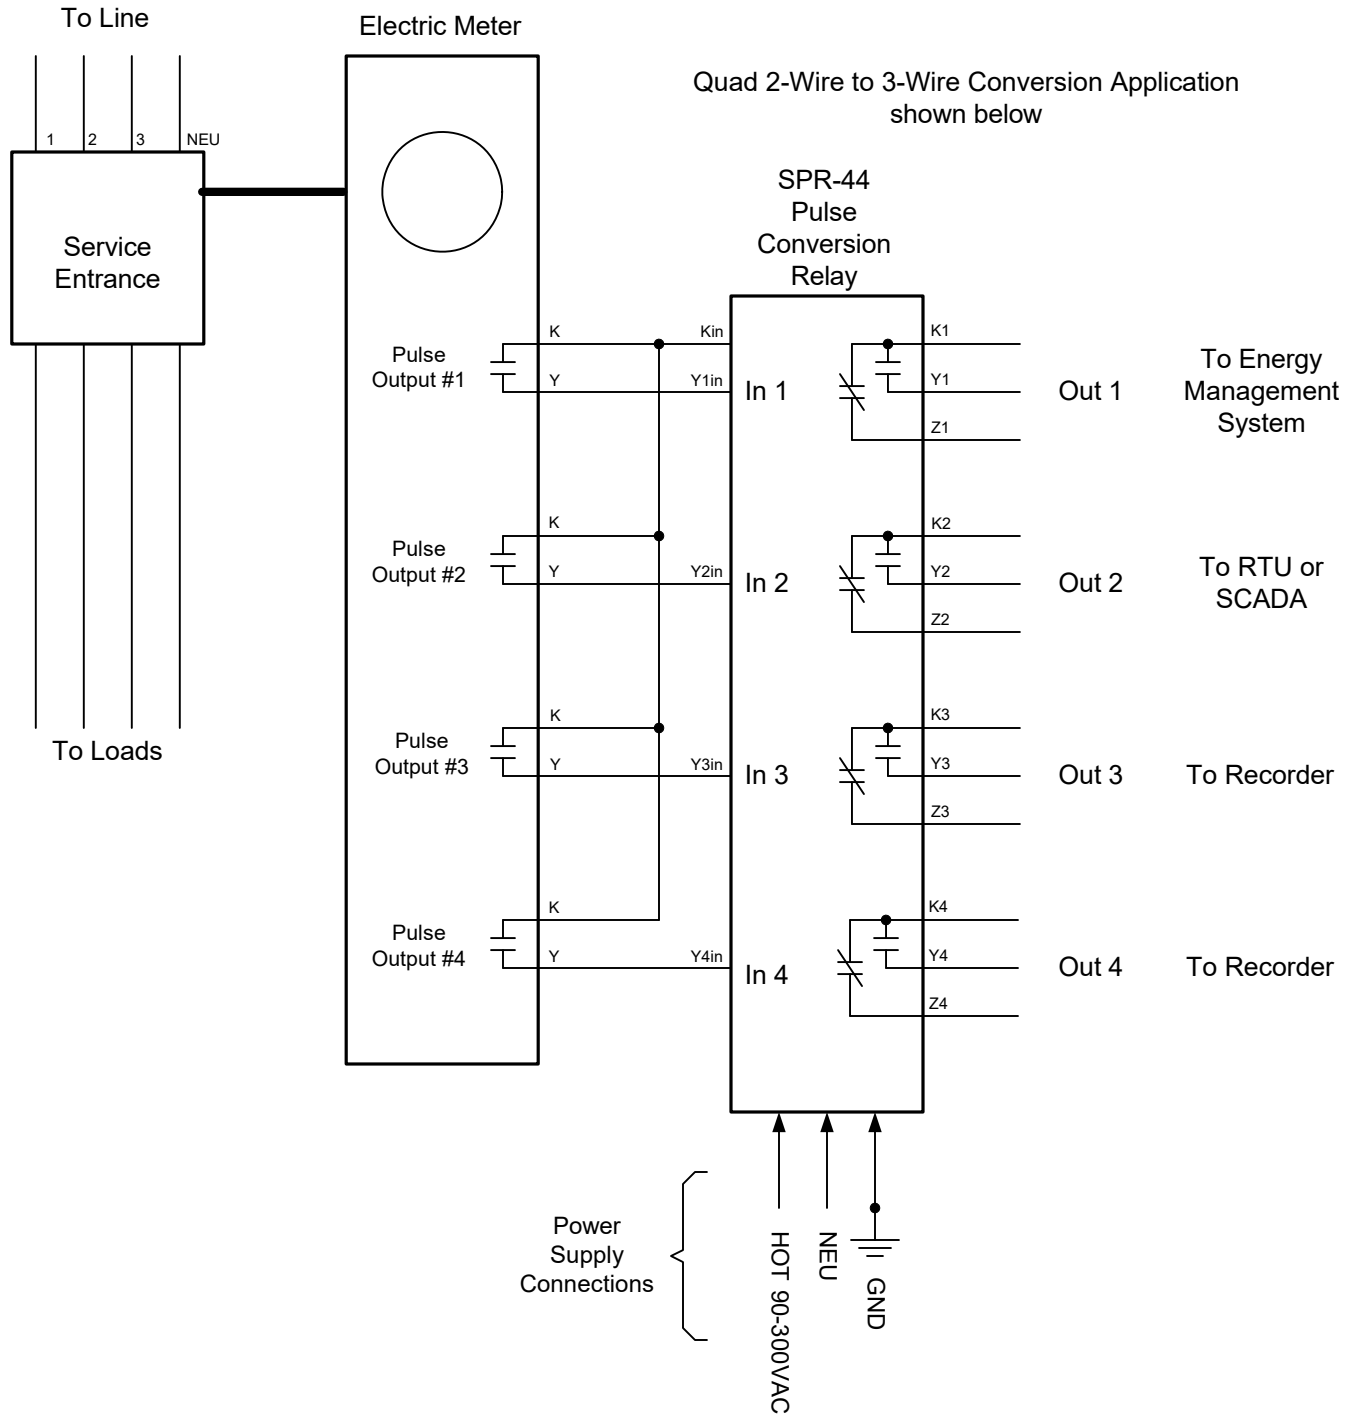 To Line
Electric Meter
Quad 2-Wire to 3-Wire Conversion Application
shown below
1 2 3 NEU
Service
Entrance
To Loads
SPR-44
Pulse
Conversion
Relay
Pulse
Output #1
K
Y
Kin
Y1in
In 1
K1
Y1
Z1
Out 1
To Energy
Management
System
Pulse
Output #2
K
Y
Y2in
In 2
K2
Y2
Z2
Out 2
To RTU or
SCADA
Pulse
Output #3
K
Y
Y3in
In 3
K3
Y3
Z3
Out 3
To Recorder
Pulse
Output #4
K
Y
Y4in
In 4
K4
Y4
Z4
Out 4
To Recorder
Power
Supply
Connections
HOT 90-300VAC
NEU
GND